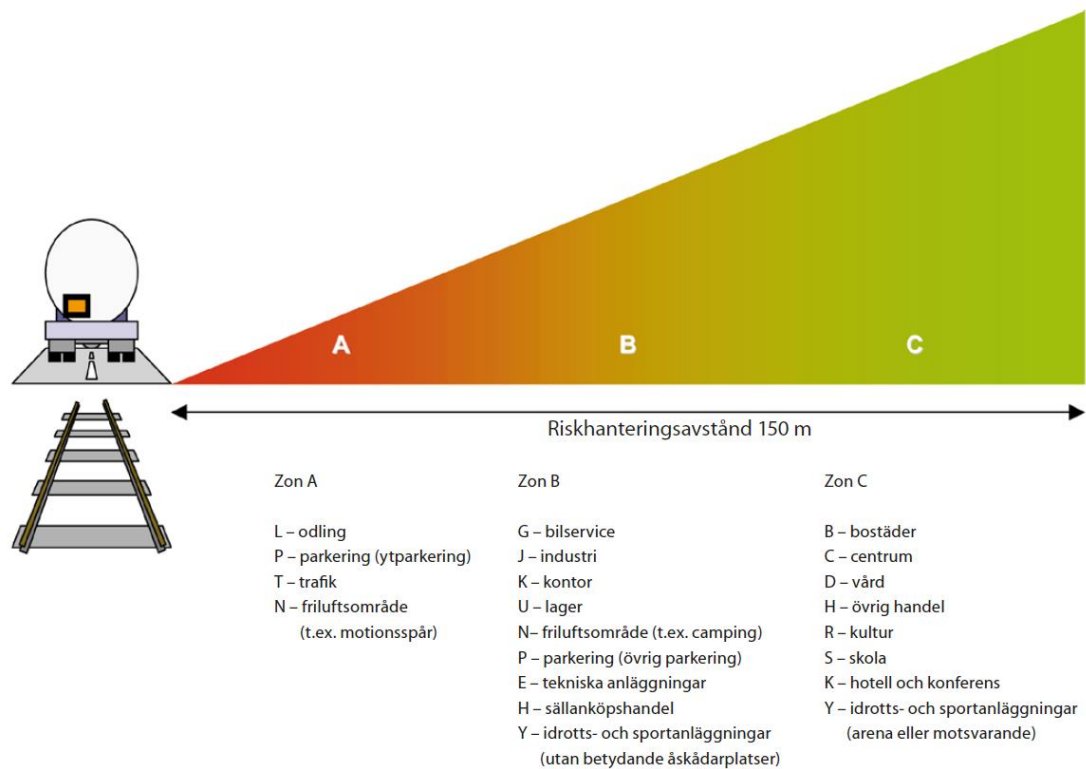 A
B
C
Riskhanteringsavstånd 150 m
Zon A
L – odling
P – parkering (ytparkering)
T – trafik
N – friluftsområde
(t.ex. motionsspår)
Zon B
G – bilservice
J – industri
K – kontor
U – lager
N– friluftsområde (t.ex. camping)
P – parkering (övrig parkering)
E – tekniska anläggningar
H – sällanköpshandel
Y – idrotts- och sportanläggningar
(utan betydande åskådarplatser)
Zon C
B – bostäder
C – centrum
D – vård
H – övrig handel
R – kultur
S – skola
K – hotell och konferens
Y – idrotts- och sportanläggningar
(arena eller motsvarande)